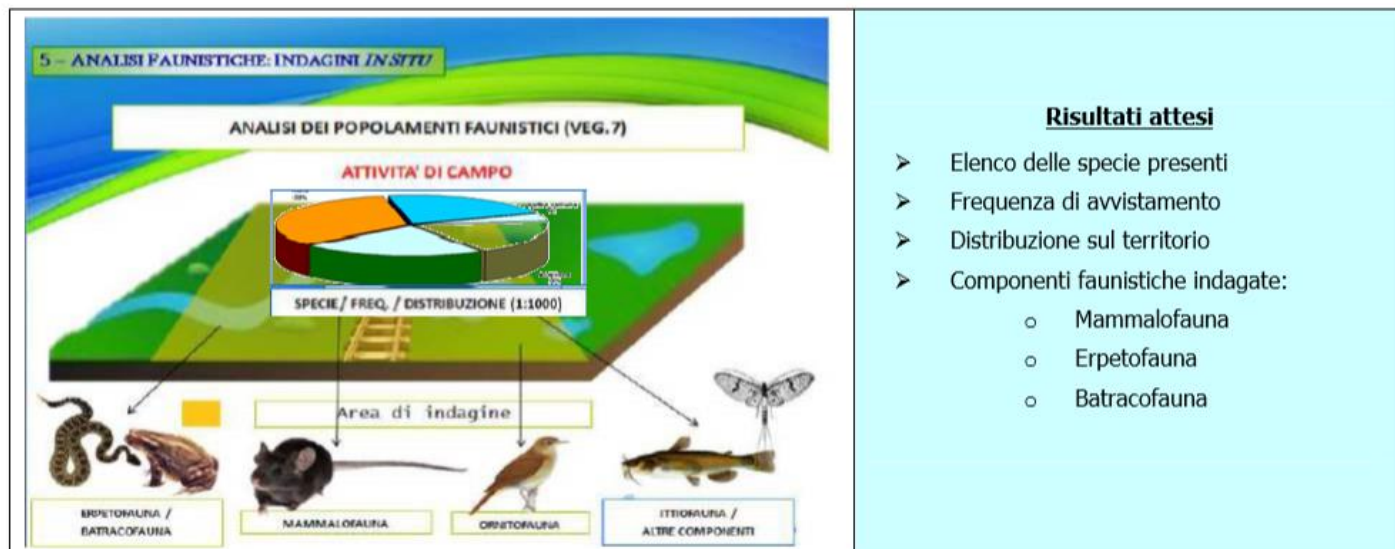 5 – ANALISI FAUNISTICHE: INDAGINI IN SITU
ANALISI DEI POPOLAMENTI FAUNISTICI (VEG.7)
ATTIVITA' DI CAMPO
SPECIE / FREQ. / DISTRIBUZIONE (1:1000)
Area di indagine
ERPETOFAUNA /
BATRACOFAUNA
MAMMALOFAUNA
ORNITOFAUNA
ITTIOFAUNA /
ALTRE COMPONENTI
Risultati attesi
➤ Elenco delle specie presenti
➤ Frequenza di avvistamento
➤ Distribuzione sul territorio
➤ Componenti faunistiche indagate:
o Mammalofauna
o Erpetofauna
o Batracofauna